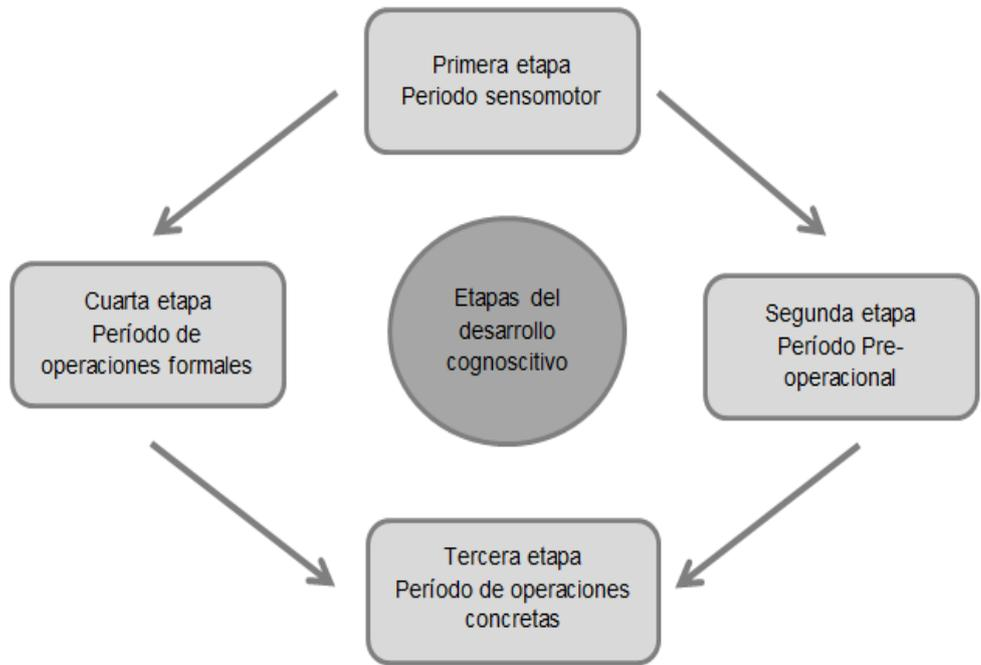 Primera etapa
Periodo sensomotor
Cuarta etapa
Período de
operaciones formales
Etapas del
desarrollo
cognoscitivo
Segunda etapa
Período Pre-
operacional
Tercera etapa
Período de operaciones
concretas